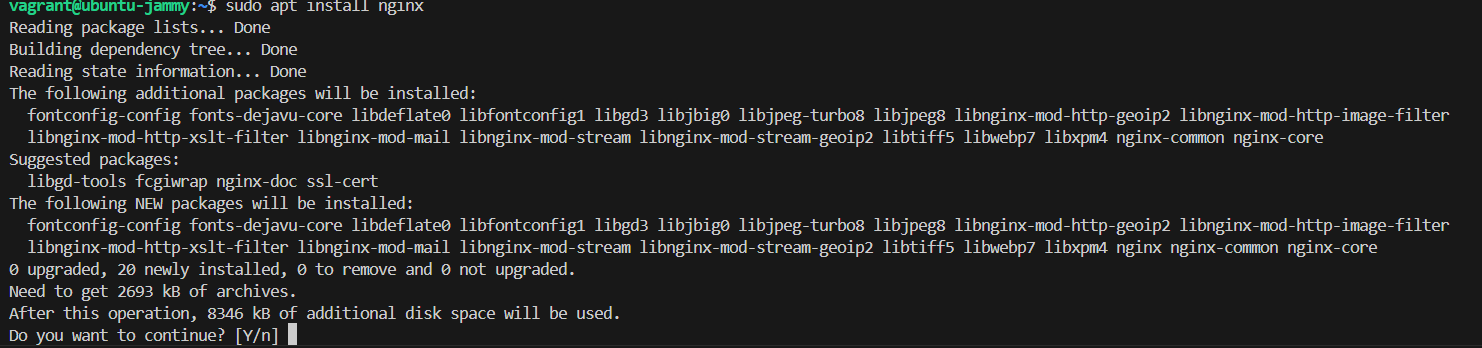 vagrant@ubuntu-jammy:~$ sudo apt install nginx
Reading package lists... Done
Building dependency tree... Done
Reading state information... Done
The following additional packages will be installed:
  fontconfig-config fonts-dejavu-core libdeflate0 libfontconfig1 libgd3 libjbig0 libjpeg-turbo8 libjpeg8 libnginx-mod-http-geoip2 libnginx-mod-http-image-filter
  libnginx-mod-http-xslt-filter libnginx-mod-mail libnginx-mod-stream libnginx-mod-stream-geoip2 libtiff5 libwebp7 libxpm4 nginx-common nginx-core
Suggested packages:
  libgd-tools fcgiwrap nginx-doc ssl-cert
The following NEW packages will be installed:
  fontconfig-config fonts-dejavu-core libdeflate0 libfontconfig1 libgd3 libjbig0 libjpeg-turbo8 libjpeg8 libnginx-mod-http-geoip2 libnginx-mod-http-image-filter
  libnginx-mod-http-xslt-filter libnginx-mod-mail libnginx-mod-stream libnginx-mod-stream-geoip2 libtiff5 libwebp7 libxpm4 nginx nginx-common nginx-core
0 upgraded, 20 newly installed, 0 to remove and 0 not upgraded.
Need to get 2693 kB of archives.
After this operation, 8346 kB of additional disk space will be used.
Do you want to continue? [Y/n]